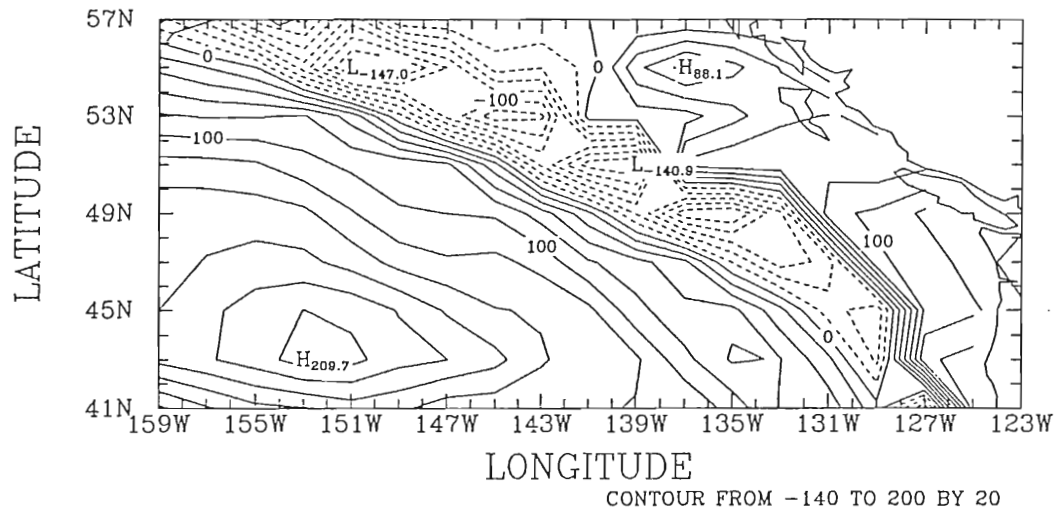 57N
0
L-147.0
0
H88.1
-100
53N
100
L-140.9
LATITUDE
49N
100
100
45N
0
H209.7
41N
159W 155W 151W 147W 143W 139W 135W 131W 127W 123W
LONGITUDE
CONTOUR FROM -140 TO 200 BY 20